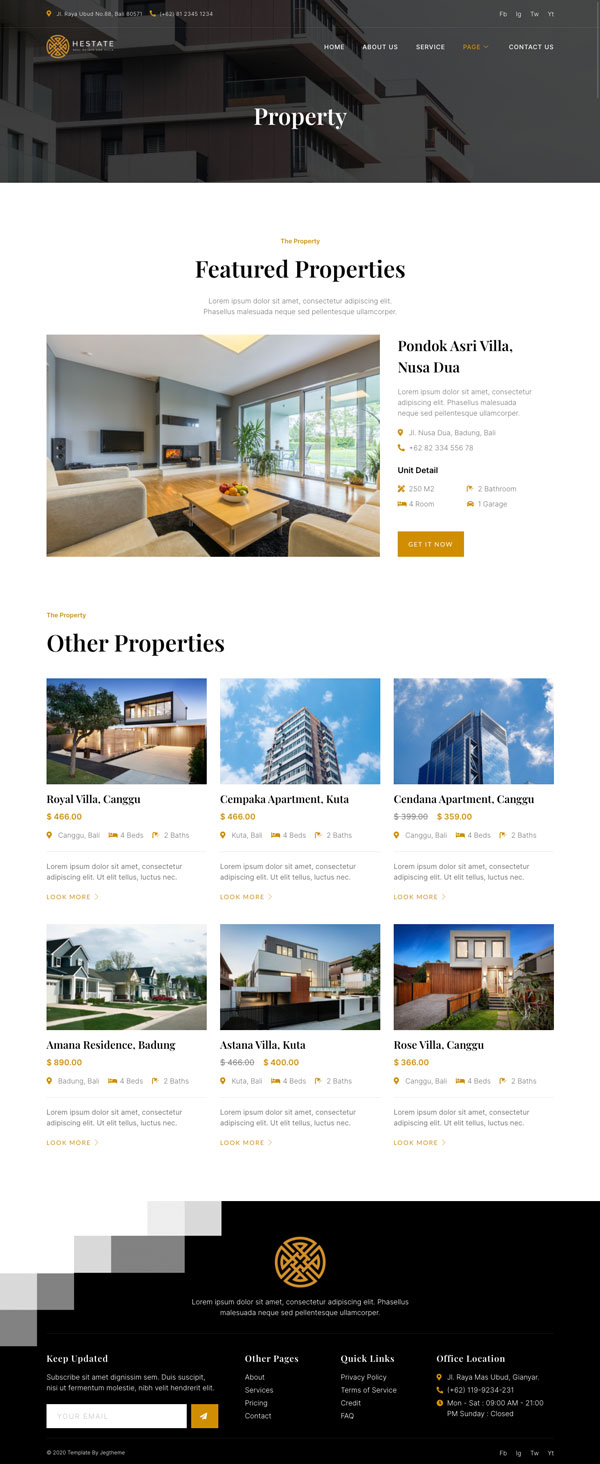 Jl. Raya Ubud No.88, Bali 80571 (+62) 81 2345 1234
Fb Ig Tw Yt
HESTATE
HOME ABOUT US SERVICE PAGE CONTACT US
Property
The Property
Featured Properties
Lorem ipsum dolor sit amet, consectetur adipiscing elit.
Phasellus malesuada neque sed pellentesque ullamcorper.
Pondok Asri Villa,
Nusa Dua
Lorem ipsum dolor sit amet, consectetur
adipiscing elit. Phasellus malesuada
neque sed pellentesque ullamcorper.
Jl. Nusa Dua, Badung, Bali
+62 82 334 556 78
Unit Detail
250 M2 2 Bathroom
4 Room 1 Garage
GET IT NOW
The Property
Other Properties
Royal Villa, Canggu
$ 466.00
Canggu, Bali 4 Beds 2 Baths
Lorem ipsum dolor sit amet, consectetur
adipiscing elit. Ut elit tellus, luctus nec.
LOOK MORE
Cempaka Apartment, Kuta
$ 466.00
Kuta, Bali 4 Beds 2 Baths
Lorem ipsum dolor sit amet, consectetur
adipiscing elit. Ut elit tellus, luctus nec.
LOOK MORE
Cendana Apartment, Canggu
$ 399.00 $ 359.00
Canggu, Bali 4 Beds 2 Baths
Lorem ipsum dolor sit amet, consectetur
adipiscing elit. Ut elit tellus, luctus nec.
LOOK MORE
Amana Residence, Badung
$ 890.00
Badung, Bali 4 Beds 2 Baths
Lorem ipsum dolor sit amet, consectetur
adipiscing elit. Ut elit tellus, luctus nec.
LOOK MORE
Astana Villa, Kuta
$ 466.00 $ 400.00
Kuta, Bali 4 Beds 2 Baths
Lorem ipsum dolor sit amet, consectetur
adipiscing elit. Ut elit tellus, luctus nec.
LOOK MORE
Rose Villa, Canggu
$ 366.00
Canggu, Bali 4 Beds 2 Baths
Lorem ipsum dolor sit amet, consectetur
adipiscing elit. Ut elit tellus, luctus nec.
LOOK MORE
Lorem ipsum dolor sit amet, consectetur adipiscing elit. Phasellus
malesuada neque sed pellentesque ullamcorper.
Keep Updated
Subscribe sit amet dignissim sem. Duis suscipit,
nisi ut fermentum molestie, nibh velit hendrerit elit.
YOUR EMAIL
Other Pages
About
Services
Pricing
Contact
Quick Links
Privacy Policy
Terms of Service
Credit
FAQ
Office Location
Jl. Raya Mas Ubud, Gianyar.
(+62) 119-9234-231
Mon - Sat : 09:00 AM - 21:00
PM Sunday : Closed
© 2020 Template By Jegtheme
Fb Ig Tw Yt